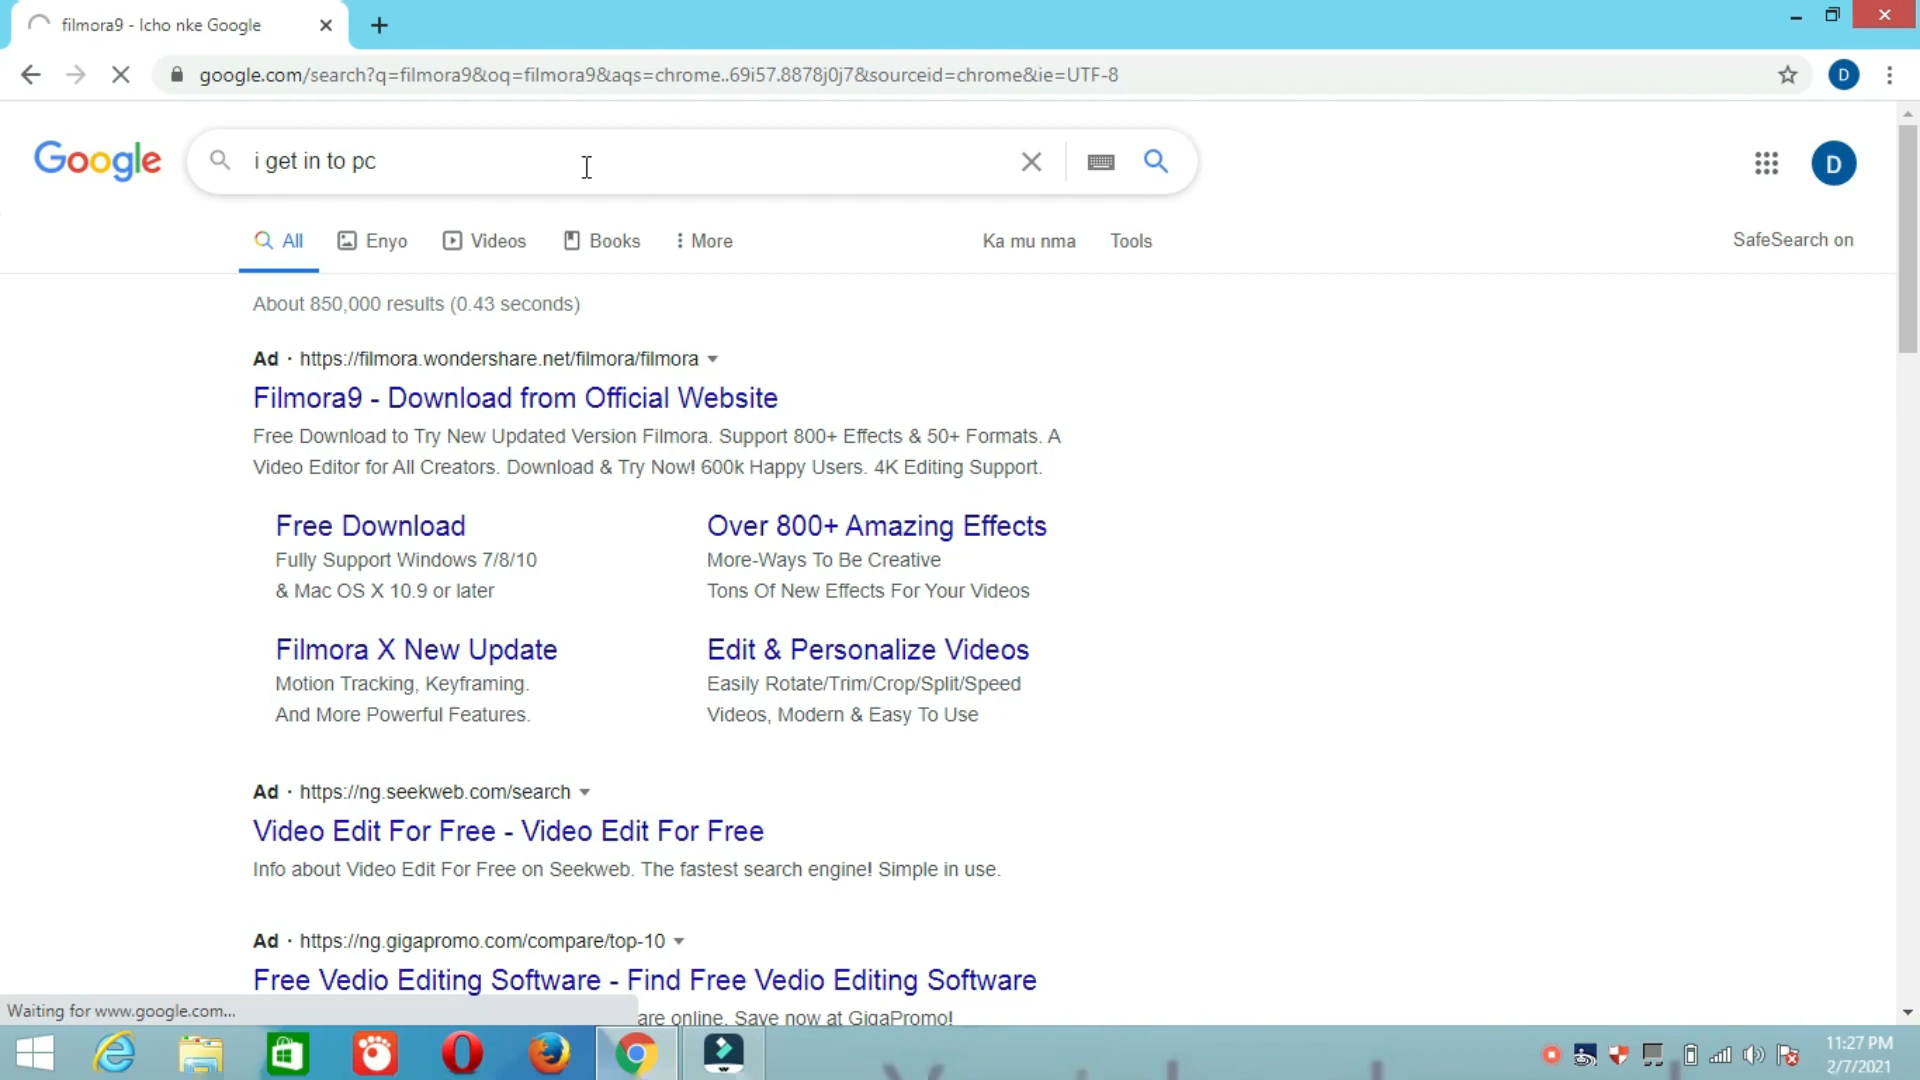 filmora9 - Icho nke Google
google.com/search?q=filmora9&oq=filmora9&aqs=chrome..69i57.8878j0j7&sourceid=chrome&ie=UTF-8
D
Google
i get in to pc
D
All
Enyo
Videos
Books
More
Ka mu nma
Tools
SafeSearch on
About 850,000 results (0.43 seconds)
Ad · https://filmora.wondershare.net/filmora/filmora
Filmora9 - Download from Official Website
Free Download to Try New Updated Version Filmora. Support 800+ Effects & 50+ Formats. A
Video Editor for All Creators. Download & Try Now! 600k Happy Users. 4K Editing Support.
Free Download
Fully Support Windows 7/8/10
& Mac OS X 10.9 or later
Over 800+ Amazing Effects
More-Ways To Be Creative
Tons Of New Effects For Your Videos
Filmora X New Update
Motion Tracking, Keyframing.
And More Powerful Features.
Edit & Personalize Videos
Easily Rotate/Trim/Crop/Split/Speed
Videos, Modern & Easy To Use
Ad · https://ng.seekweb.com/search
Video Edit For Free - Video Edit For Free
Info about Video Edit For Free on Seekweb. The fastest search engine! Simple in use.
Ad · https://ng.gigapromo.com/compare/top-10
Free Vedio Editing Software - Find Free Vedio Editing Software
are online. Save now at GigaPromo!
Waiting for www.google.com...
11:27 PM
2/7/2021